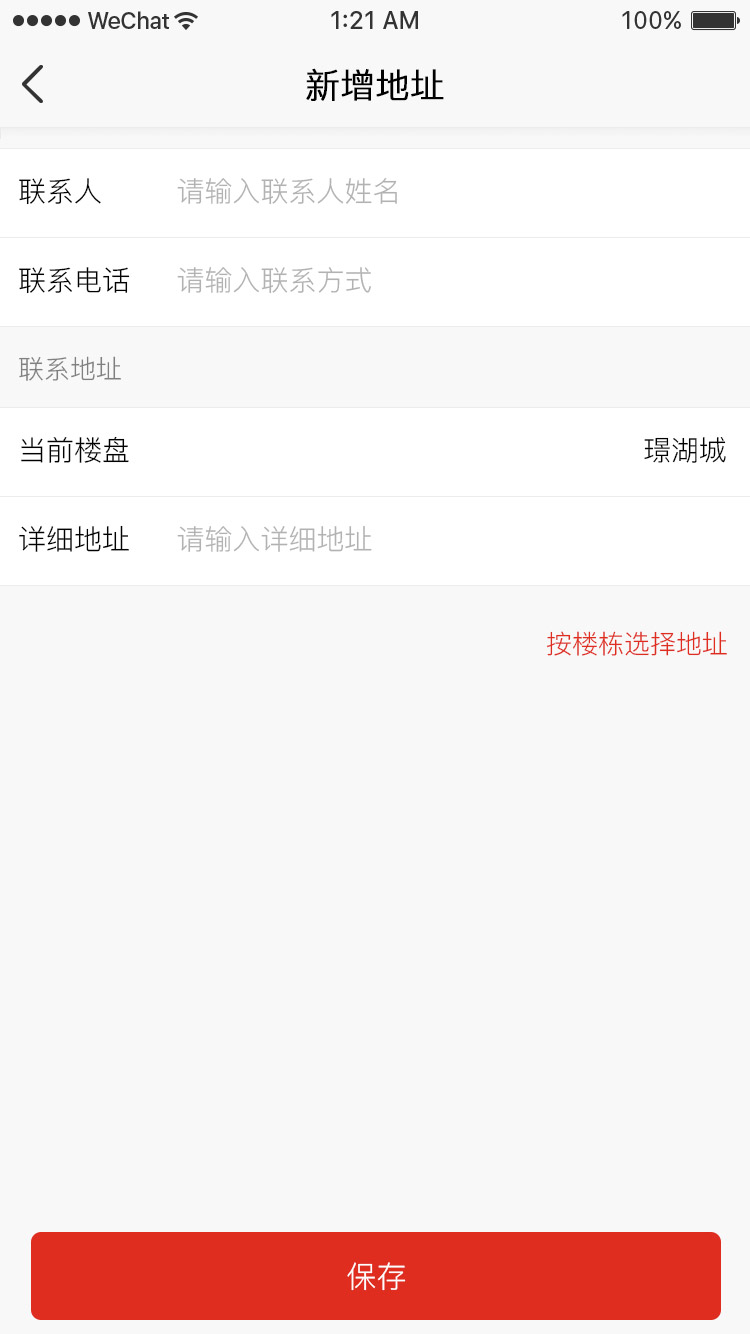 ●●●●● WeChat 1:21 AM 100%
新增地址
联系人 请输入联系人姓名
联系电话 请输入联系方式
联系地址
当前楼盘 璟湖城
详细地址 请输入详细地址
按楼栋选择地址
保存